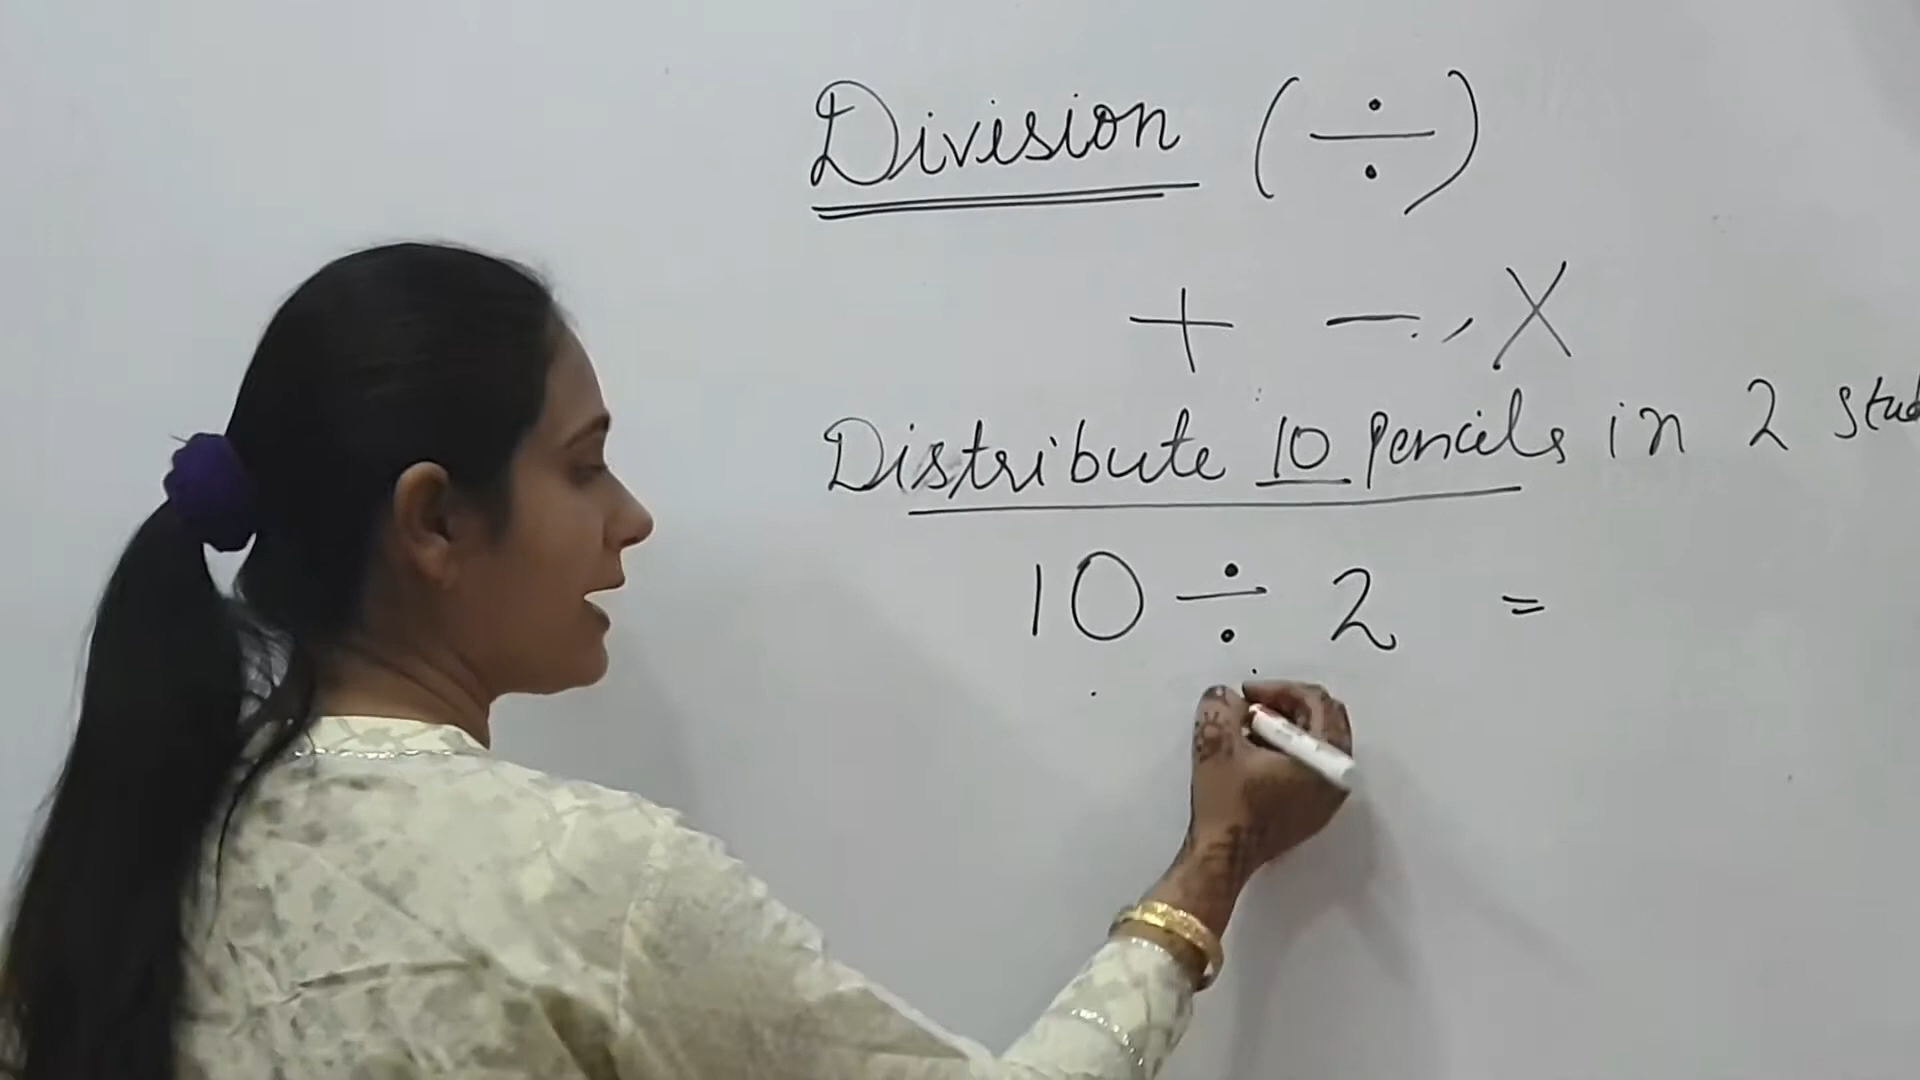 Division (÷)
+ - , X
Distribute 10 Pencils in 2
10 ÷ 2 =